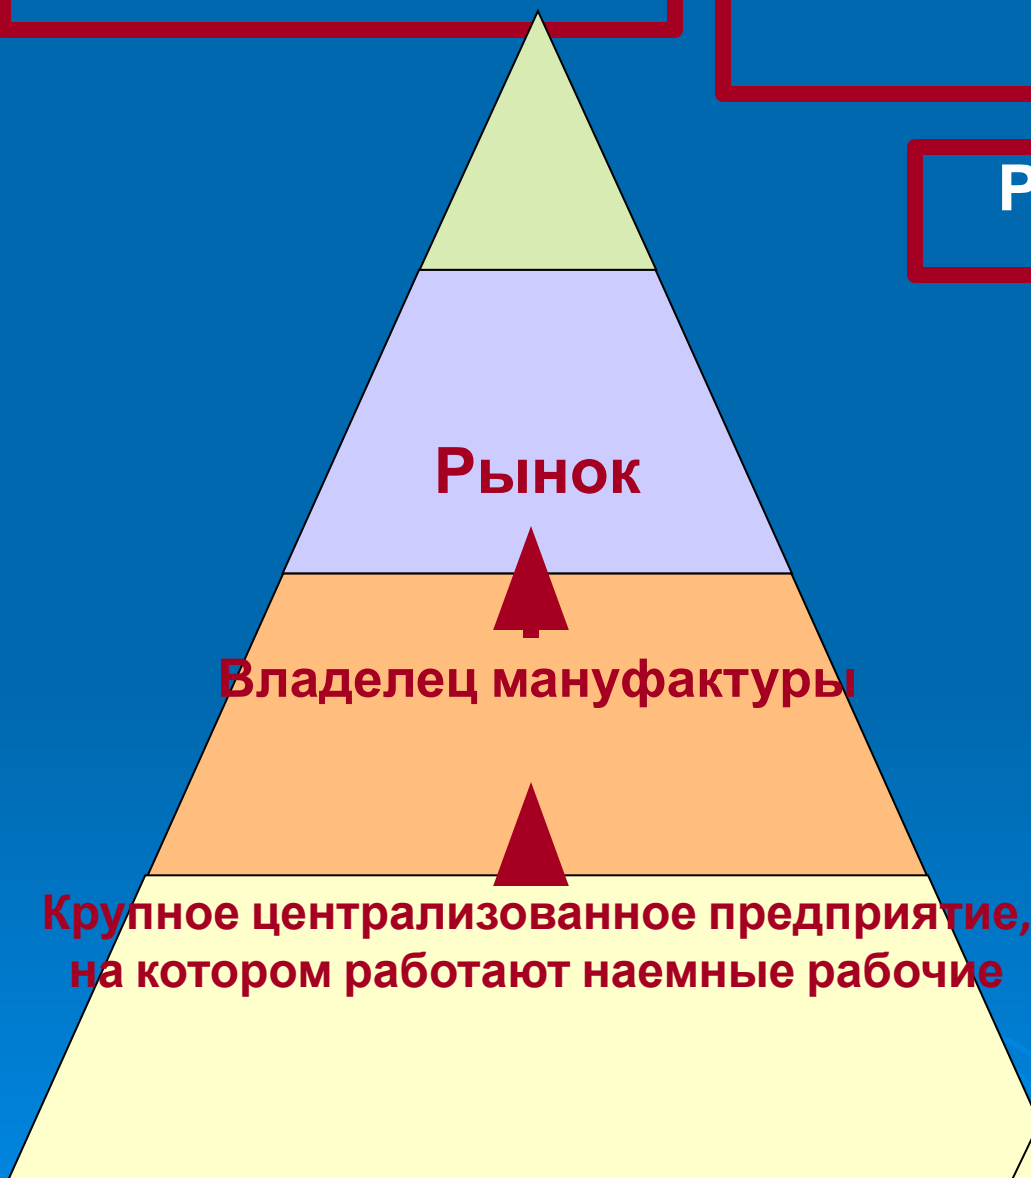 Рынок
Владелец мануфактуры
Крупное централизованное предприятие,
на котором работают наемные рабочие